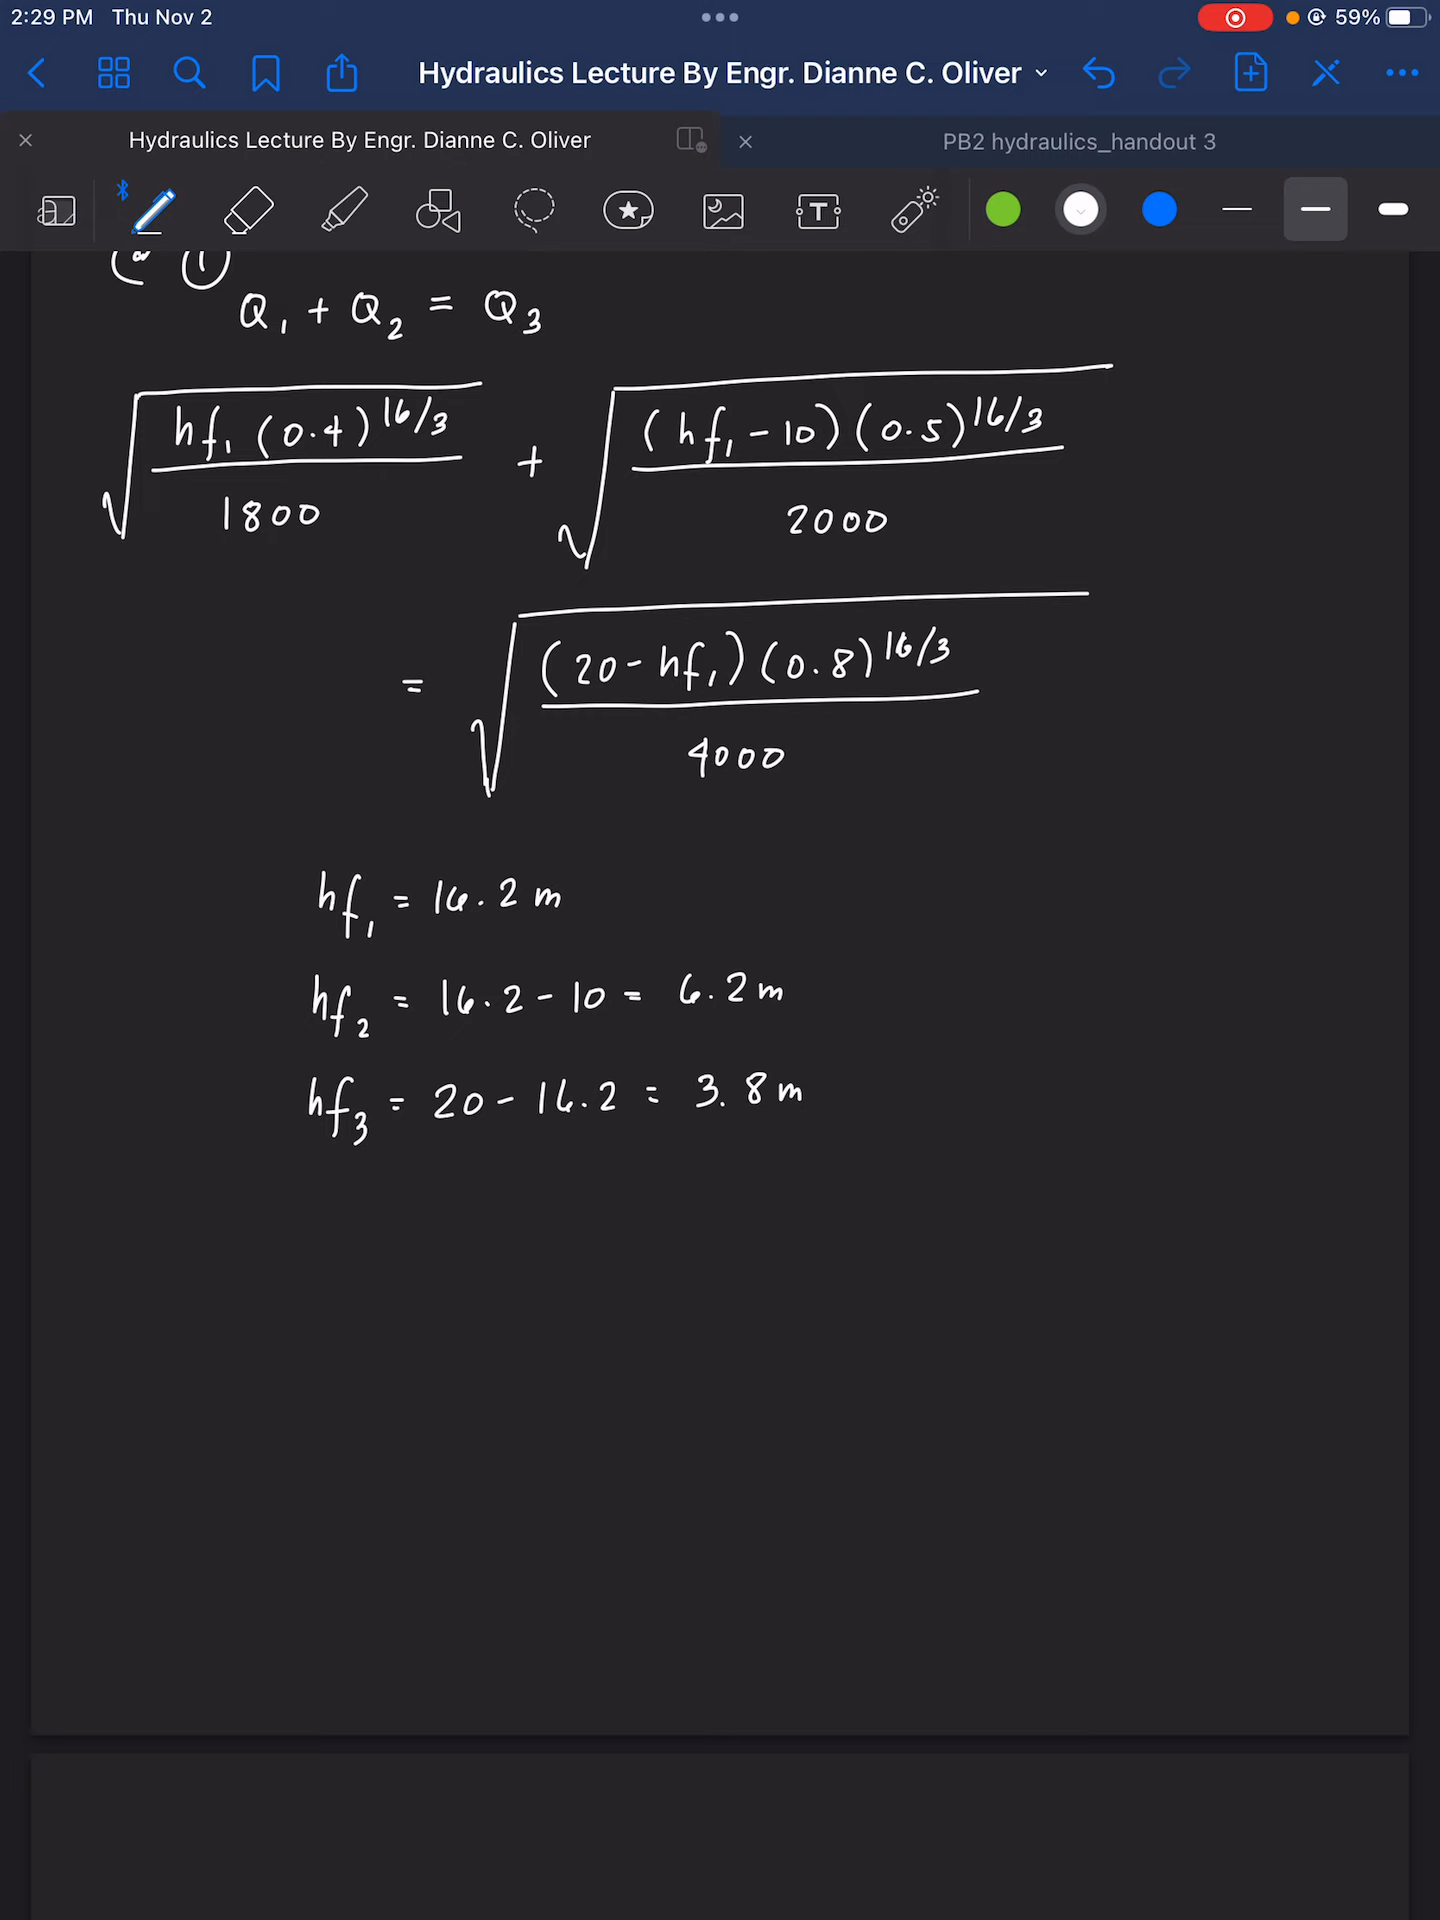 2:29 PM Thu Nov 2
59%
Hydraulics Lecture By Engr. Dianne C. Oliver
Hydraulics Lecture By Engr. Dianne C. Oliver
PB2 hydraulics_handout 3
@ ①
Q₁ + Q₂ = Q₃
√(hf₁ (0.4)^16/3 / 1800) + √((hf₁ - 10)(0.5)^16/3 / 2000)
= √((20 - hf₁)(0.8)^16/3 / 4000)
hf₁ = 16.2 m
hf₂ = 16.2 - 10 = 6.2 m
hf₃ = 20 - 16.2 = 3.8 m